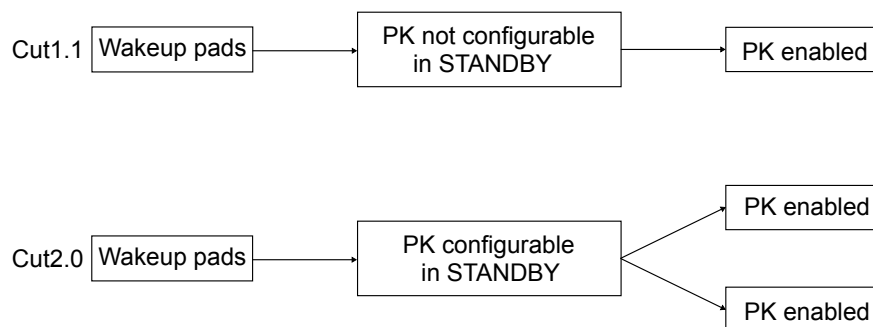 Cut1.1
Wakeup pads
PK not configurable
in STANDBY
PK enabled
Cut2.0
Wakeup pads
PK configurable
in STANDBY
PK enabled
PK enabled